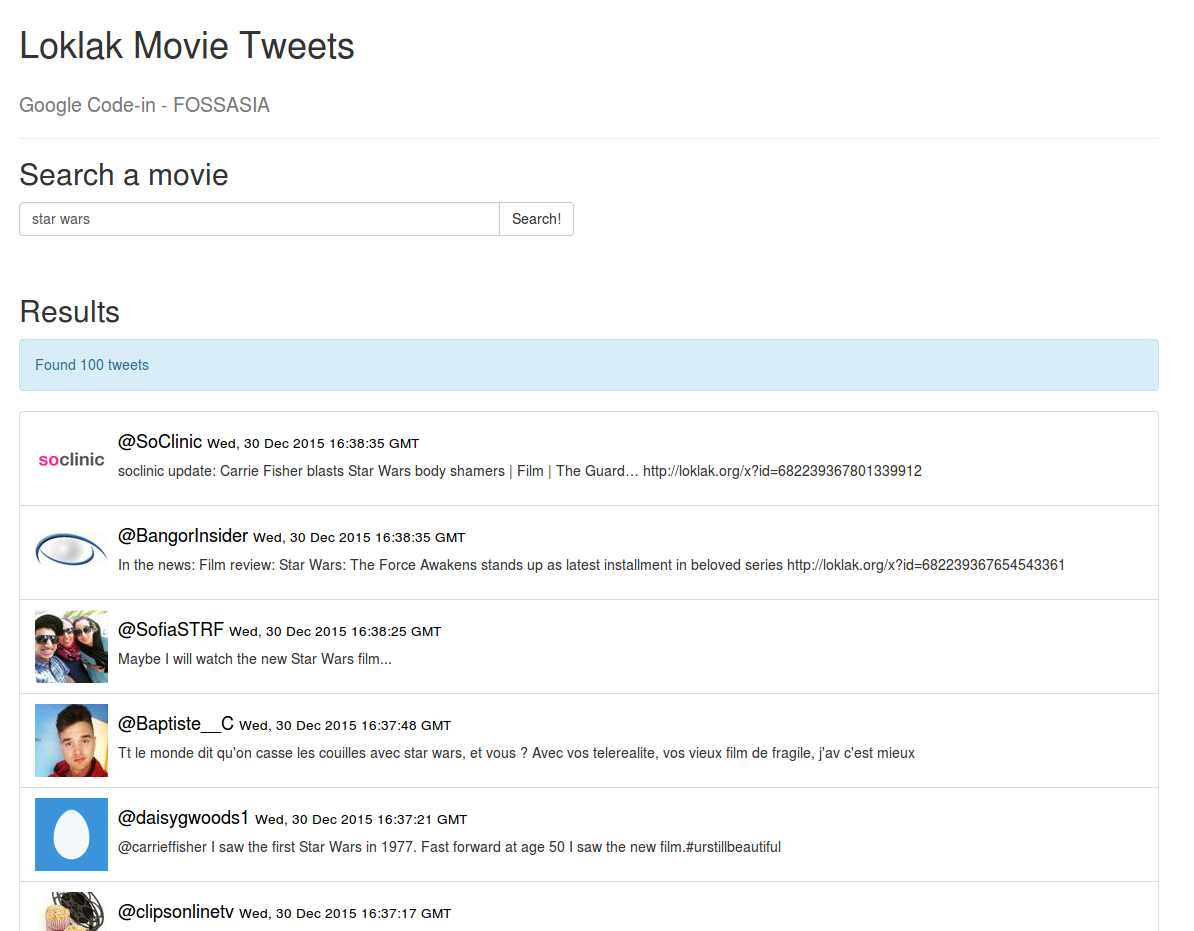 Loklak Movie Tweets
Google Code-in - FOSSASIA
Search a movie
star wars
Search!
Results
Found 100 tweets
soclinic
@SoClinic Wed, 30 Dec 2015 16:38:35 GMT
soclinic update: Carrie Fisher blasts Star Wars body shamers | Film | The Guard… http://loklak.org/x?id=682239367801339912
@BangorInsider Wed, 30 Dec 2015 16:38:35 GMT
In the news: Film review: Star Wars: The Force Awakens stands up as latest installment in beloved series http://loklak.org/x?id=682239367654543361
@SofiaSTRF Wed, 30 Dec 2015 16:38:25 GMT
Maybe I will watch the new Star Wars film...
@Baptiste__C Wed, 30 Dec 2015 16:37:48 GMT
Tt le monde dit qu'on casse les couilles avec star wars, et vous ? Avec vos telerealite, vos vieux film de fragile, j'av c'est mieux
@daisygwoods1 Wed, 30 Dec 2015 16:37:21 GMT
@carrieffisher I saw the first Star Wars in 1977. Fast forward at age 50 I saw the new film.#urstillbeautiful
@clipsonlinetv Wed, 30 Dec 2015 16:37:17 GMT